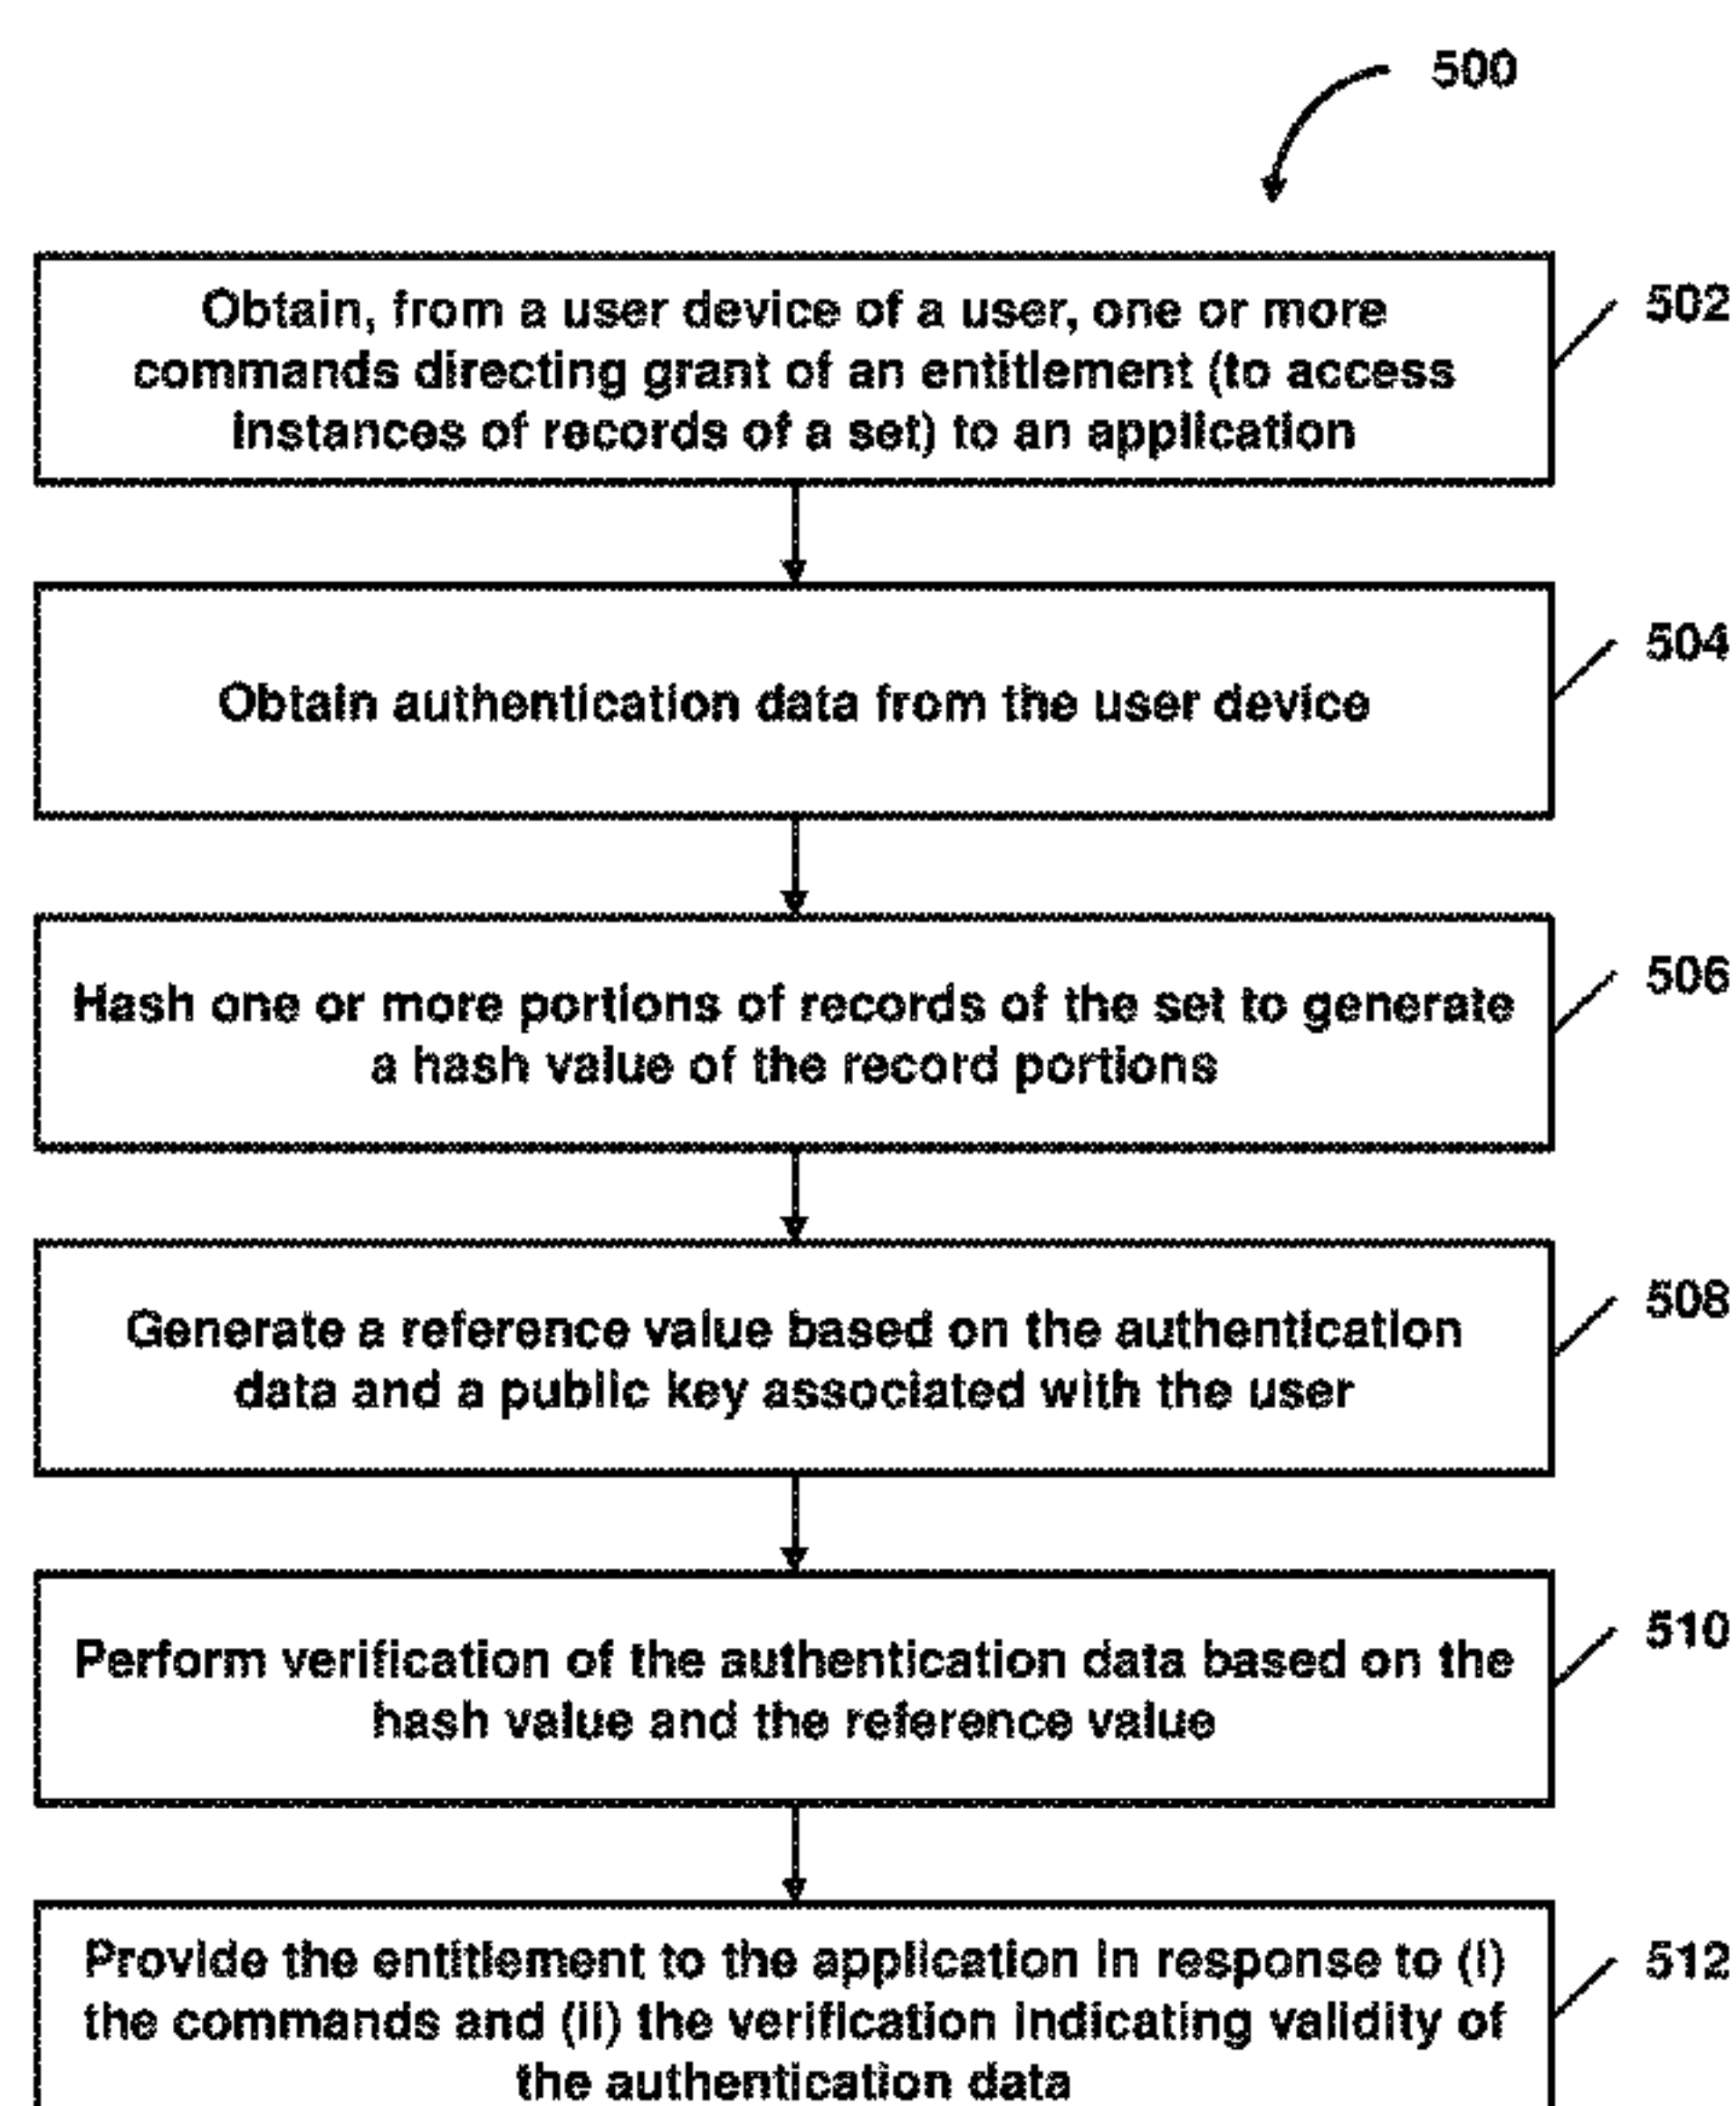 500
Obtain, from a user device of a user, one or more
commands directing grant of an entitlement (to access
instances of records of a set) to an application
502
Obtain authentication data from the user device
504
Hash one or more portions of records of the set to generate
a hash value of the record portions
506
Generate a reference value based on the authentication
data and a public key associated with the user
508
Perform verification of the authentication data based on the
hash value and the reference value
510
Provide the entitlement to the application in response to (i)
the commands and (ii) the verification indicating validity of
the authentication data
512